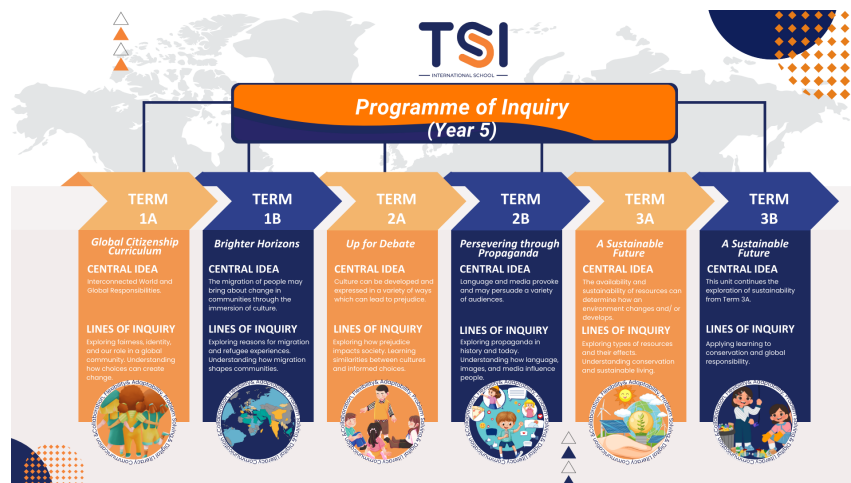 TSI
INTERNATIONAL SCHOOL
Programme of Inquiry
(Year 5)
TERM
1A
Global Citizenship
Curriculum
CENTRAL IDEA
Interconnected World and
Global Responsibilities.
LINES OF INQUIRY
Exploring fairness, identity,
and our role in a global
community. Understanding
how choices can create
change.
TERM
1B
Brighter Horizons
CENTRAL IDEA
The migration of people may
bring about change in
communities through the
immersion of culture.
LINES OF INQUIRY
Exploring reasons for migration
and refugee experiences.
Understanding how migration
shapes communities.
TERM
2A
Up for Debate
CENTRAL IDEA
Culture can be developed and
expressed in a variety of ways
which can lead to prejudice.
LINES OF INQUIRY
Exploring how prejudice
impacts society. Learning
similarities between cultures
and informed choices.
TERM
2B
Persevering through
Propaganda
CENTRAL IDEA
Language and media provoke
and may persuade a variety
of audiences.
LINES OF INQUIRY
Exploring propaganda in
history and today.
Understanding how language,
images, and media influence
people.
TERM
3A
A Sustainable
Future
CENTRAL IDEA
The availability and
sustainability of resources can
determine how an
environment changes and/ or
develops.
LINES OF INQUIRY
Exploring types of resources
and their effects.
Understanding conservation
and sustainable living.
TERM
3B
A Sustainable
Future
CENTRAL IDEA
This unit continues the
exploration of sustainability
from Term 3A.
LINES OF INQUIRY
Applying learning to
conservation and global
responsibility.